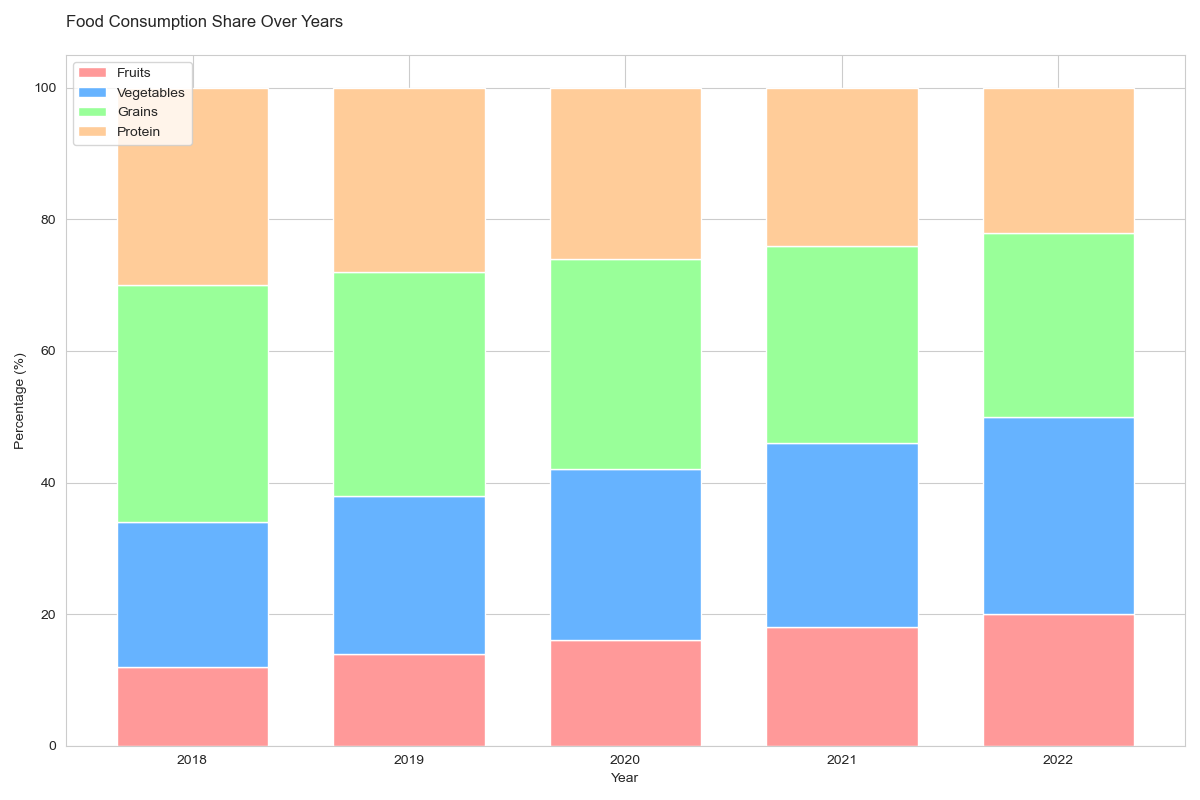 Food Consumption Share Over Years
Fruits
Vegetables
Grains
Protein
100
80
60
40
20
0
Percentage (%)
2018 2019 2020 2021 2022
Year